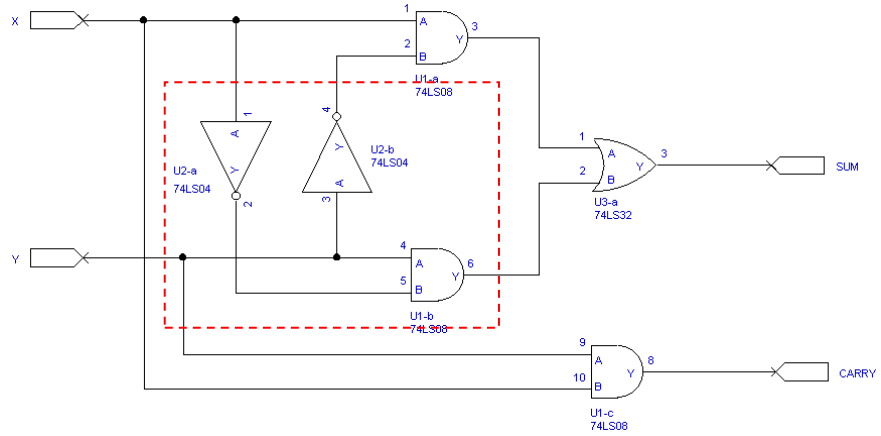 X
1
A
3
Y
2
B
U1-a
74LS08
1
A
Y
U2-a
74LS04
2
4
Y
U2-b
74LS04
A
3
1
A
3
Y
2
B
SUM
U3-a
74LS32
Y
4
A
6
Y
5
B
U1-b
74LS08
9
A
8
Y
CARRY
10
B
U1-c
74LS08